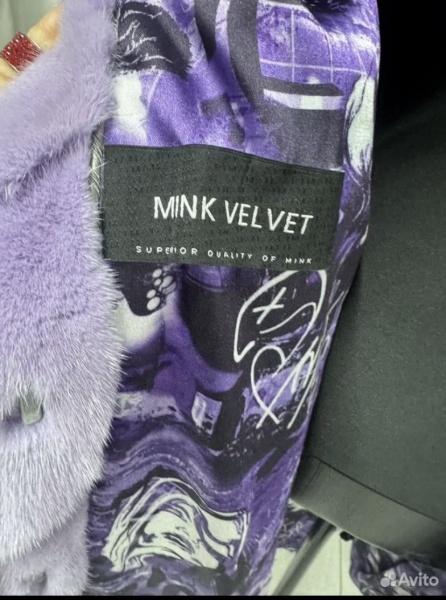 MINK VELVET
SUPERIOR QUALITY OF MINK
Avito